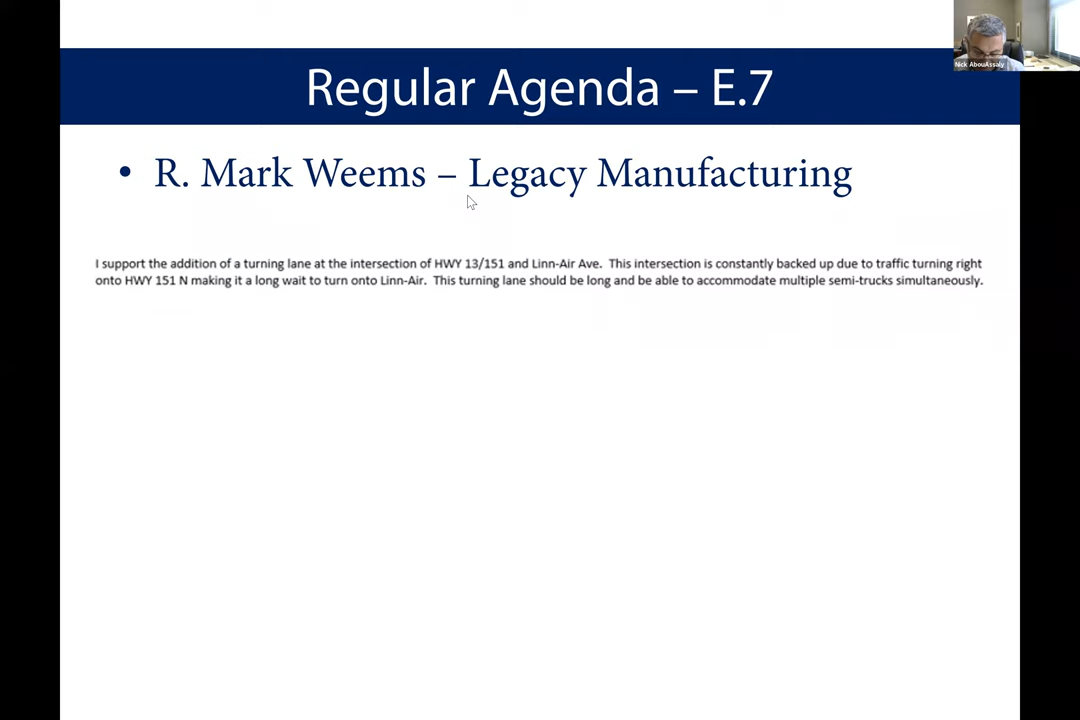 Nick AbouAssaly
Regular Agenda – E.7
• R. Mark Weems – Legacy Manufacturing
I support the addition of a turning lane at the intersection of HWY 13/151 and Linn-Air Ave.  This intersection is constantly backed up due to traffic turning right
onto HWY 151 N making it a long wait to turn onto Linn-Air.  This turning lane should be long and be able to accommodate multiple semi-trucks simultaneously.